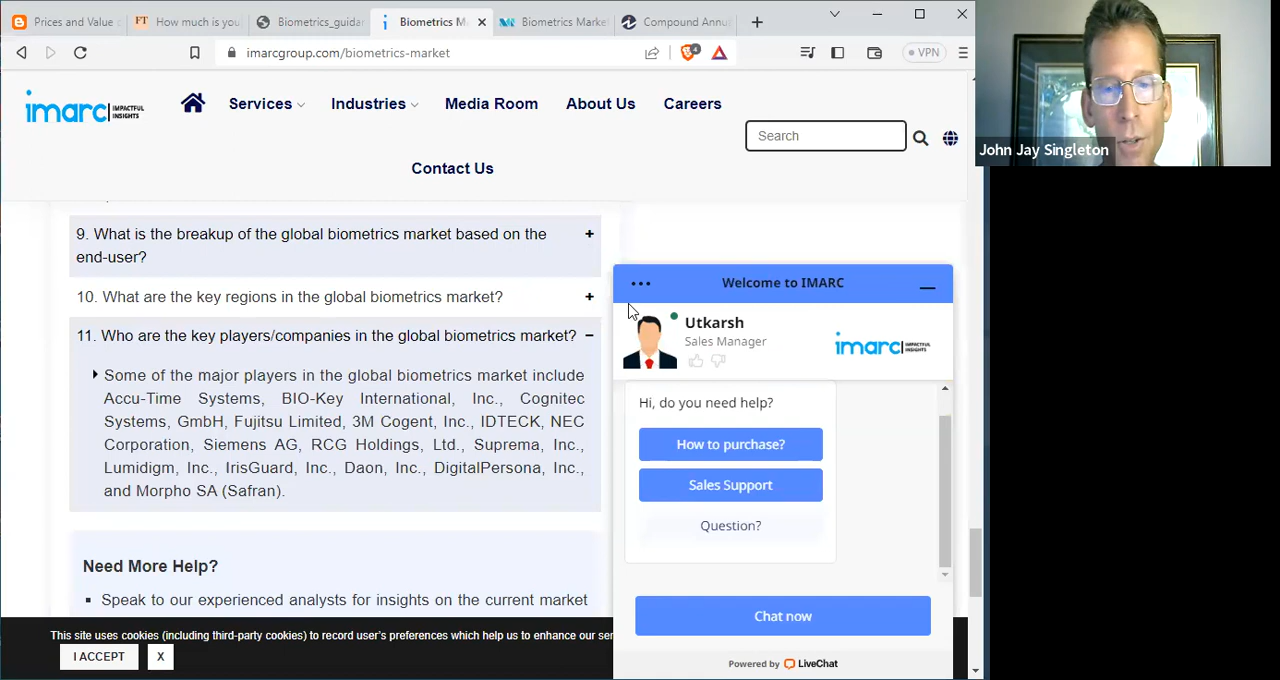 Prices and Value
FT How much is you
Biometrics_guidan
Biometrics M
Biometrics Market
Compound Annu
imarcgroup.com/biometrics-market
4
VPN
imarc IMPACTFUL INSIGHTS
Services
Industries
Media Room
About Us
Careers
Search
Contact Us
9. What is the breakup of the global biometrics market based on the
end-user?
10. What are the key regions in the global biometrics market?
11. Who are the key players/companies in the global biometrics market?
Some of the major players in the global biometrics market include
Accu-Time Systems, BIO-Key International, Inc., Cognitec
Systems, GmbH, Fujitsu Limited, 3M Cogent, Inc., IDTECK, NEC
Corporation, Siemens AG, RCG Holdings, Ltd., Suprema, Inc.,
Lumidigm, Inc., IrisGuard, Inc., Daon, Inc., DigitalPersona, Inc.,
and Morpho SA (Safran).
Need More Help?
Speak to our experienced analysts for insights on the current market
This site uses cookies (including third-party cookies) to record user's preferences which help us to enhance our ser
I ACCEPT
X
Welcome to IMARC
Utkarsh
Sales Manager
imarc IMPACTFUL INSIGHTS
Hi, do you need help?
How to purchase?
Sales Support
Question?
Chat now
Powered by LiveChat
John Jay Singleton